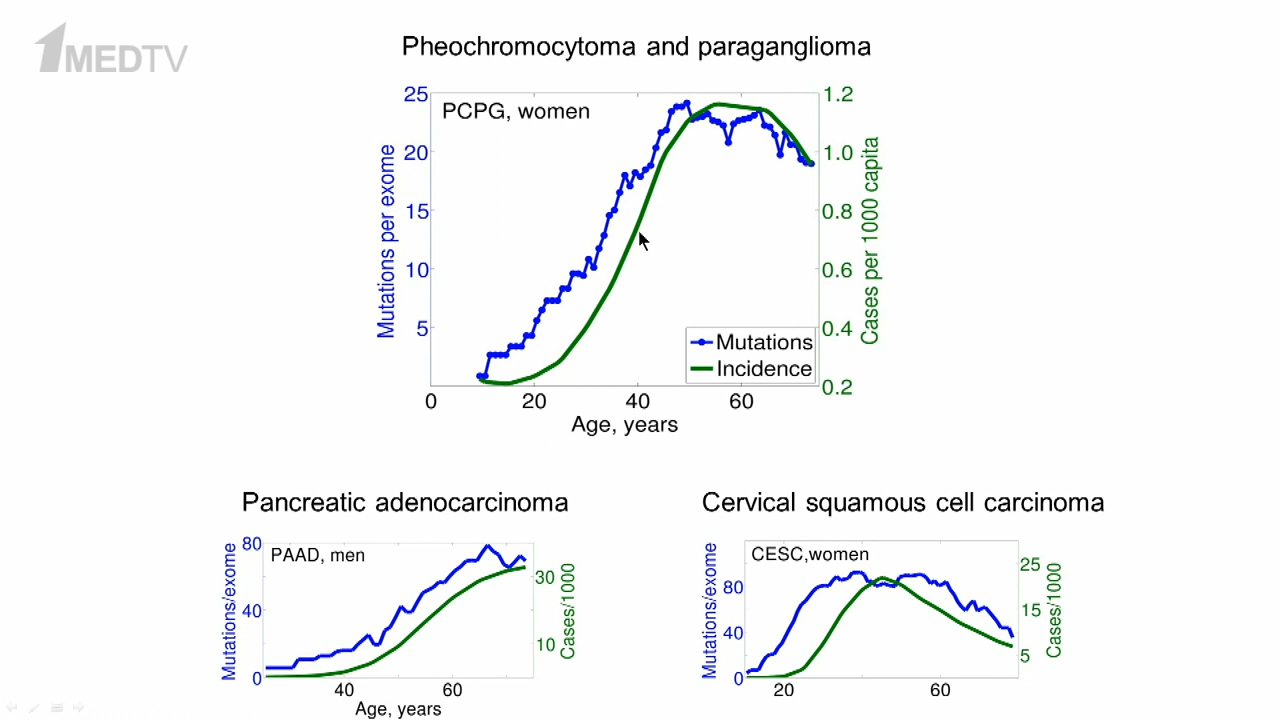 1MEDTV
Pheochromocytoma and paraganglioma
PCPG, women
25
20
15
10
5
Mutations per exome
1.2
1.0
0.8
0.6
0.4
0.2
Cases per 1000 capita
Mutations
Incidence
0 20 40 60
Age, years
Pancreatic adenocarcinoma
PAAD, men
80
40
0
Mutations/exome
30
10
Cases/1000
40 60
Age, years
Cervical squamous cell carcinoma
CESC,women
80
40
0
Mutations/exome
25
15
5
Cases/1000
20 60